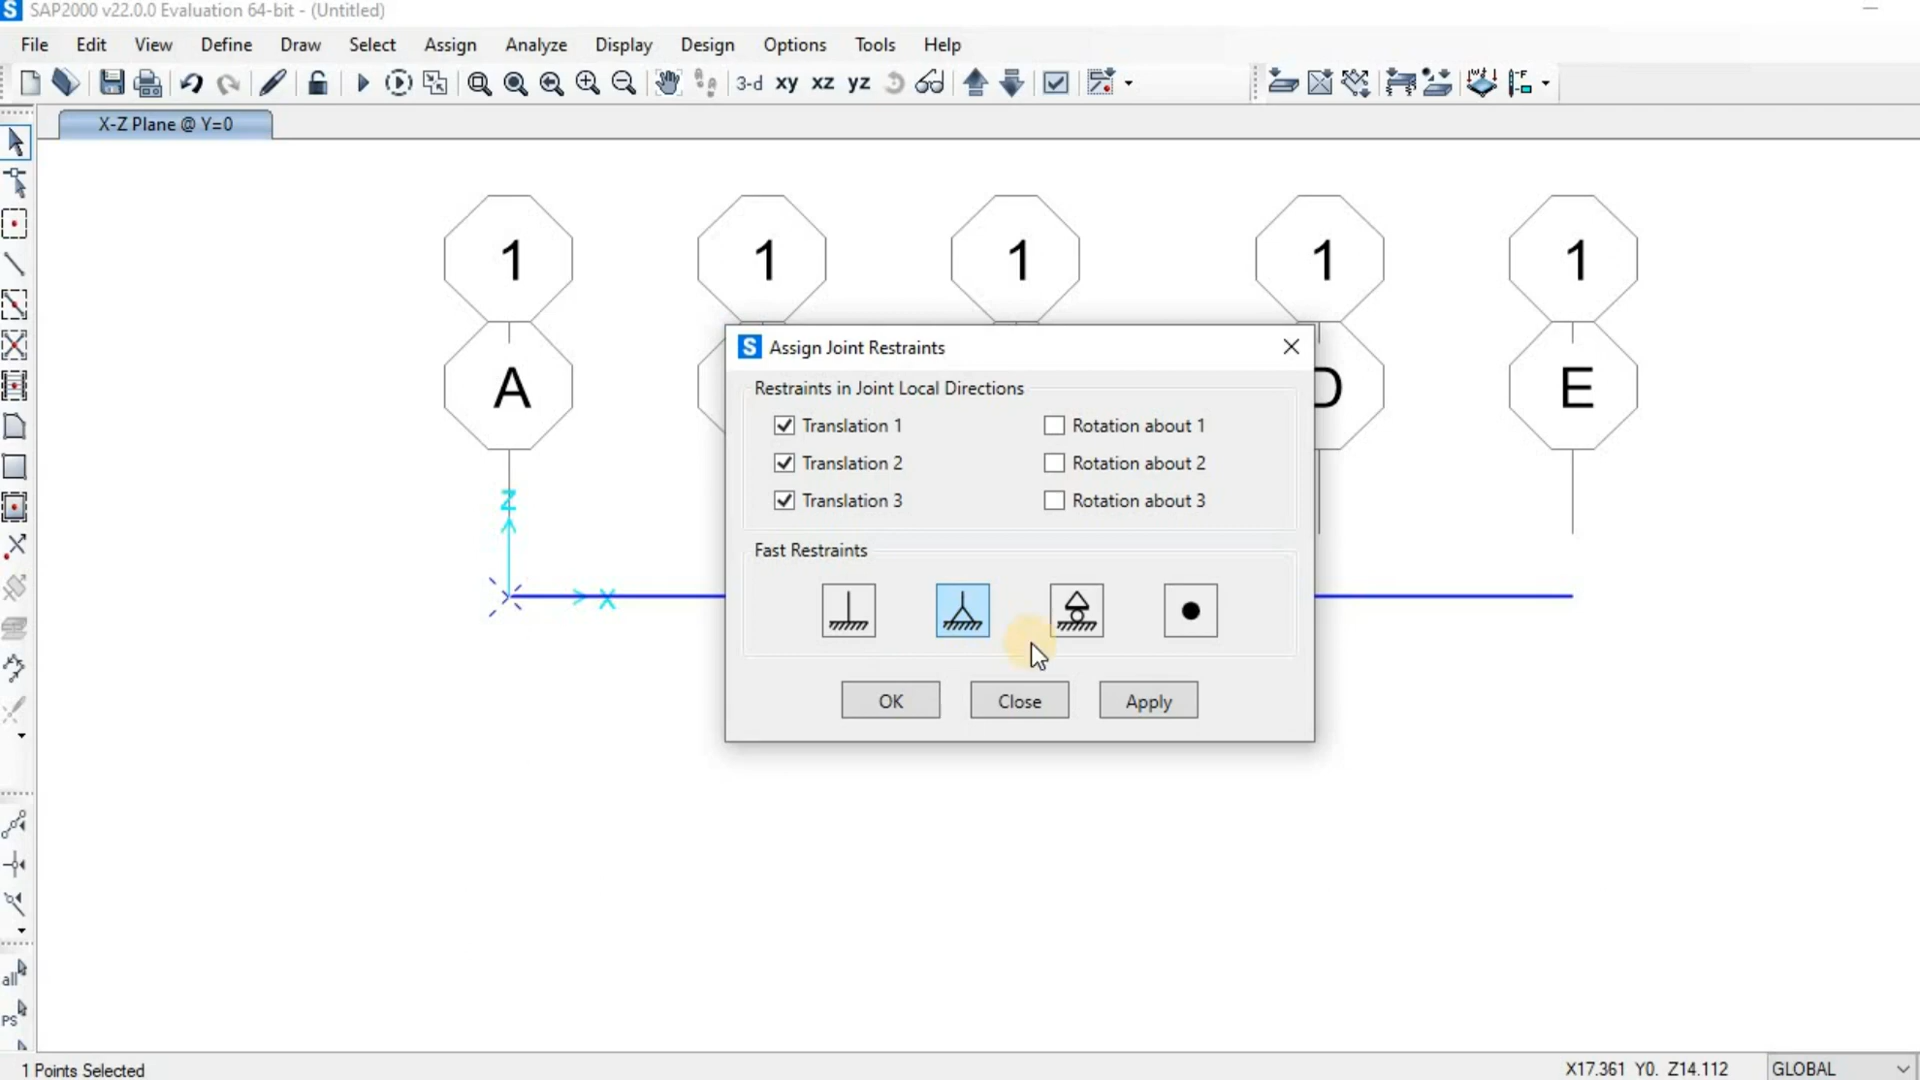 S SAP2000 v22.0.0 Evaluation 64-bit - (Untitled)
File Edit View Define Draw Select Assign Analyze Display Design Options Tools Help
3-d xy xz yz
X-Z Plane @ Y=0
1 1 1 1 1
A D E
S Assign Joint Restraints
Restraints in Joint Local Directions
Translation 1 Rotation about 1
Translation 2 Rotation about 2
Translation 3 Rotation about 3
Z
X
Fast Restraints
OK Close Apply
all
PS
1 Points Selected X17.361 Y0. Z14.112 GLOBAL